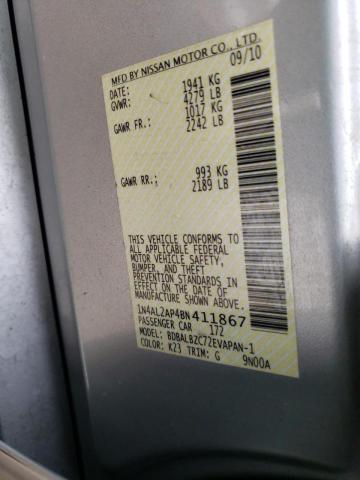 MFD BY NISSAN MOTOR CO., LTD.
DATE: 09/10
GVWR: 1941 KG
4279 LB
GAWR FR.: 1017 KG
2242 LB
GAWR RR.: 993 KG
2189 LB
THIS VEHICLE CONFORMS TO
ALL APPLICABLE FEDERAL
MOTOR VEHICLE SAFETY,
BUMPER, AND THEFT
PREVENTION STANDARDS
IN EFFECT ON THE DATE OF
MANUFACTURE SHOWN ABOVE.
1N4AL2AP4BN411867
PASSENGER CAR 172
MODEL: BDBALBZC72EVAPAN-1
COLOR: K23 TRIM: G 9N00A